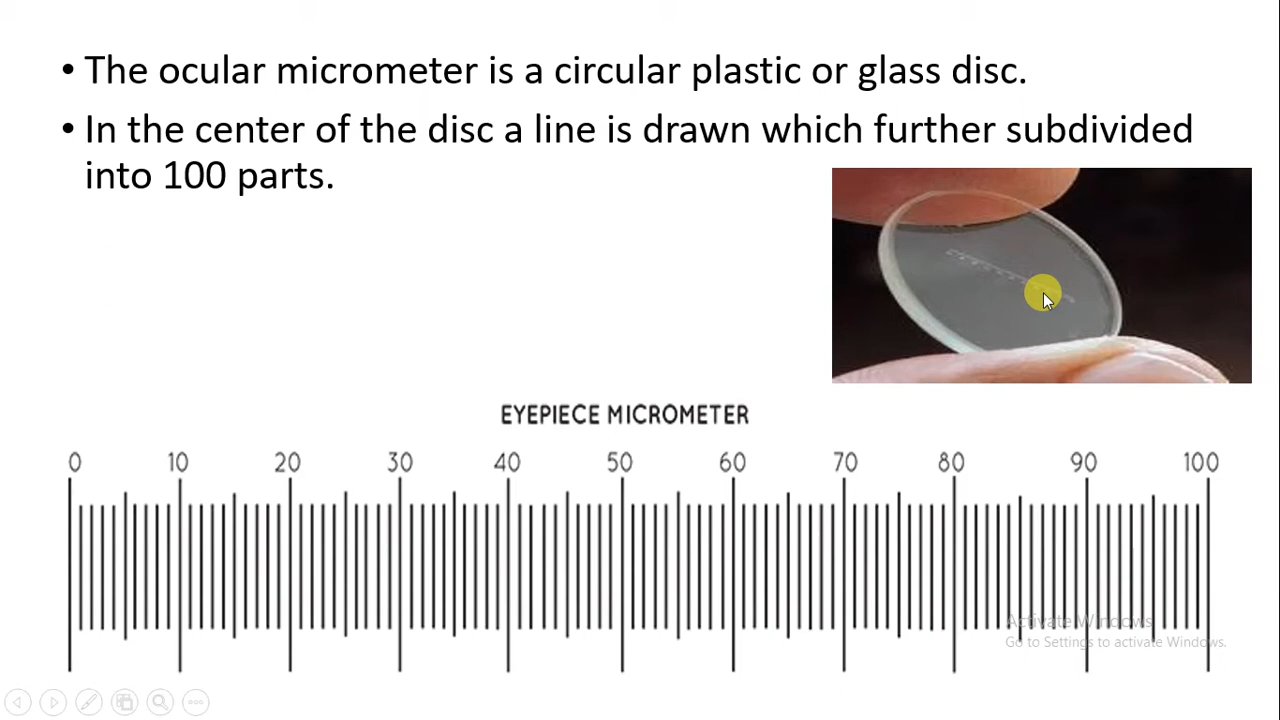 • The ocular micrometer is a circular plastic or glass disc.
• In the center of the disc a line is drawn which further subdivided
into 100 parts.
EYEPIECE MICROMETER
0 10 20 30 40 50 60 70 80 90 100
Activate Windows
Go to Settings to activate Windows.